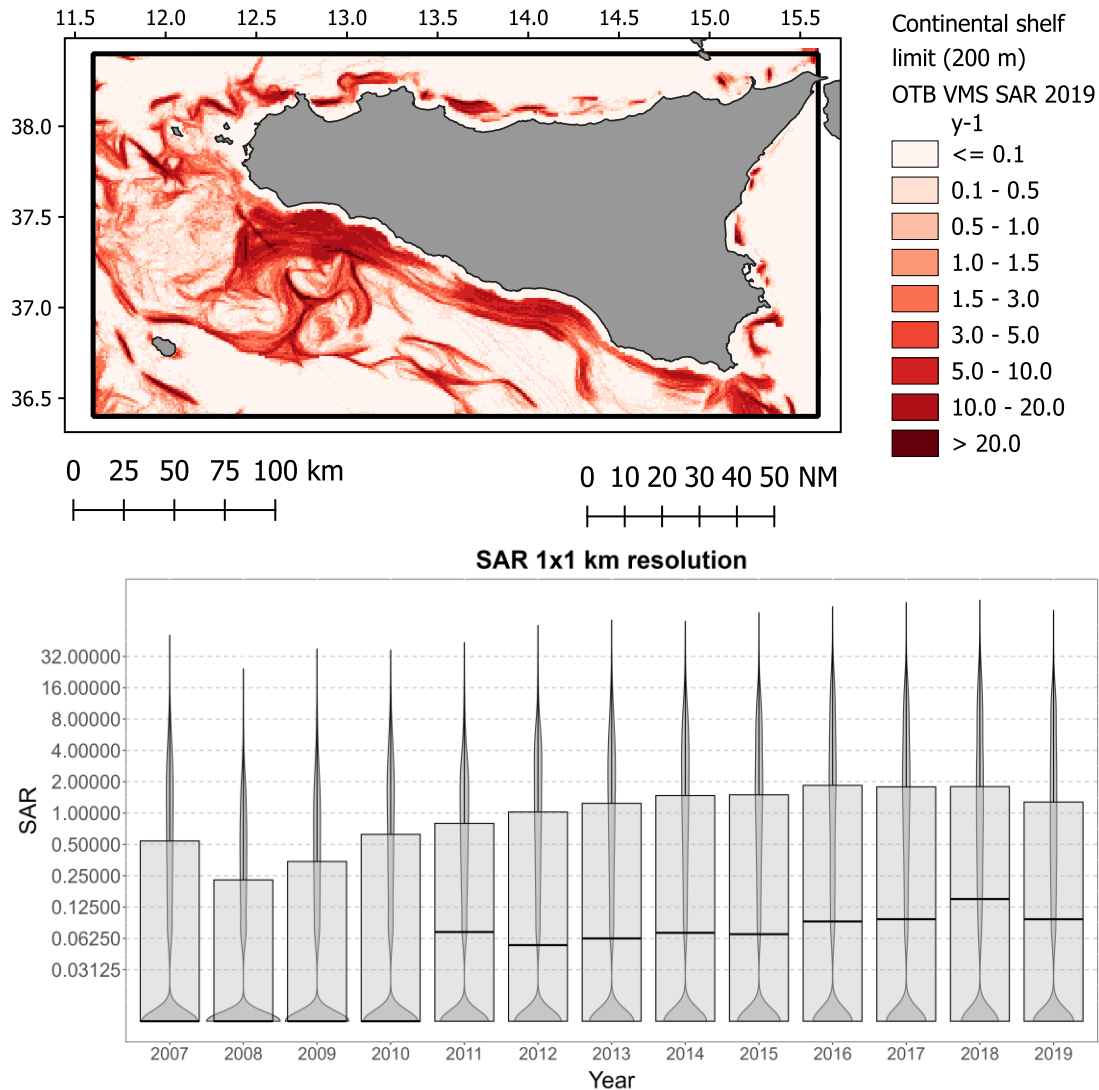 11.5 12.0 12.5 13.0 13.5 14.0 14.5 15.0 15.5
38.0
37.5
37.0
36.5
Continental shelf
limit (200 m)
OTB VMS SAR 2019
y-1
<= 0.1
0.1 - 0.5
0.5 - 1.0
1.0 - 1.5
1.5 - 3.0
3.0 - 5.0
5.0 - 10.0
10.0 - 20.0
> 20.0
0 25 50 75 100 km
0 10 20 30 40 50 NM
SAR 1x1 km resolution
SAR
32.00000
16.00000
8.00000
4.00000
2.00000
1.00000
0.50000
0.25000
0.12500
0.06250
0.03125
2007 2008 2009 2010 2011 2012 2013 2014 2015 2016 2017 2018 2019
Year